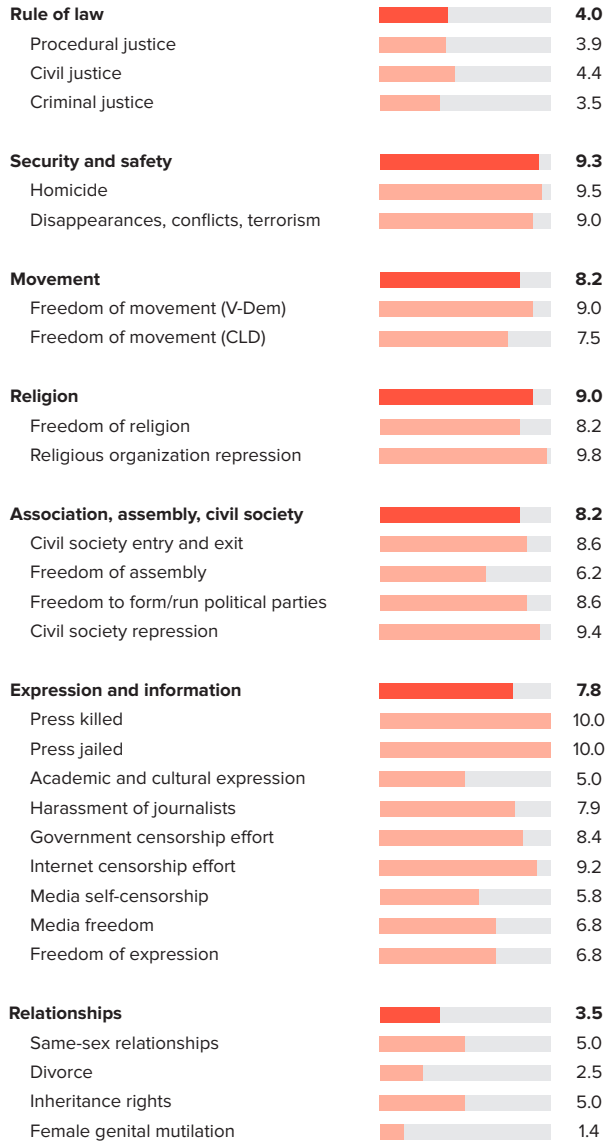 Rule of law 4.0
Procedural justice 3.9
Civil justice 4.4
Criminal justice 3.5
Security and safety 9.3
Homicide 9.5
Disappearances, conflicts, terrorism 9.0
Movement 8.2
Freedom of movement (V-Dem) 9.0
Freedom of movement (CLD) 7.5
Religion 9.0
Freedom of religion 8.2
Religious organization repression 9.8
Association, assembly, civil society 8.2
Civil society entry and exit 8.6
Freedom of assembly 6.2
Freedom to form/run political parties 8.6
Civil society repression 9.4
Expression and information 7.8
Press killed 10.0
Press jailed 10.0
Academic and cultural expression 5.0
Harassment of journalists 7.9
Government censorship effort 8.4
Internet censorship effort 9.2
Media self-censorship 5.8
Media freedom 6.8
Freedom of expression 6.8
Relationships 3.5
Same-sex relationships 5.0
Divorce 2.5
Inheritance rights 5.0
Female genital mutilation 1.4